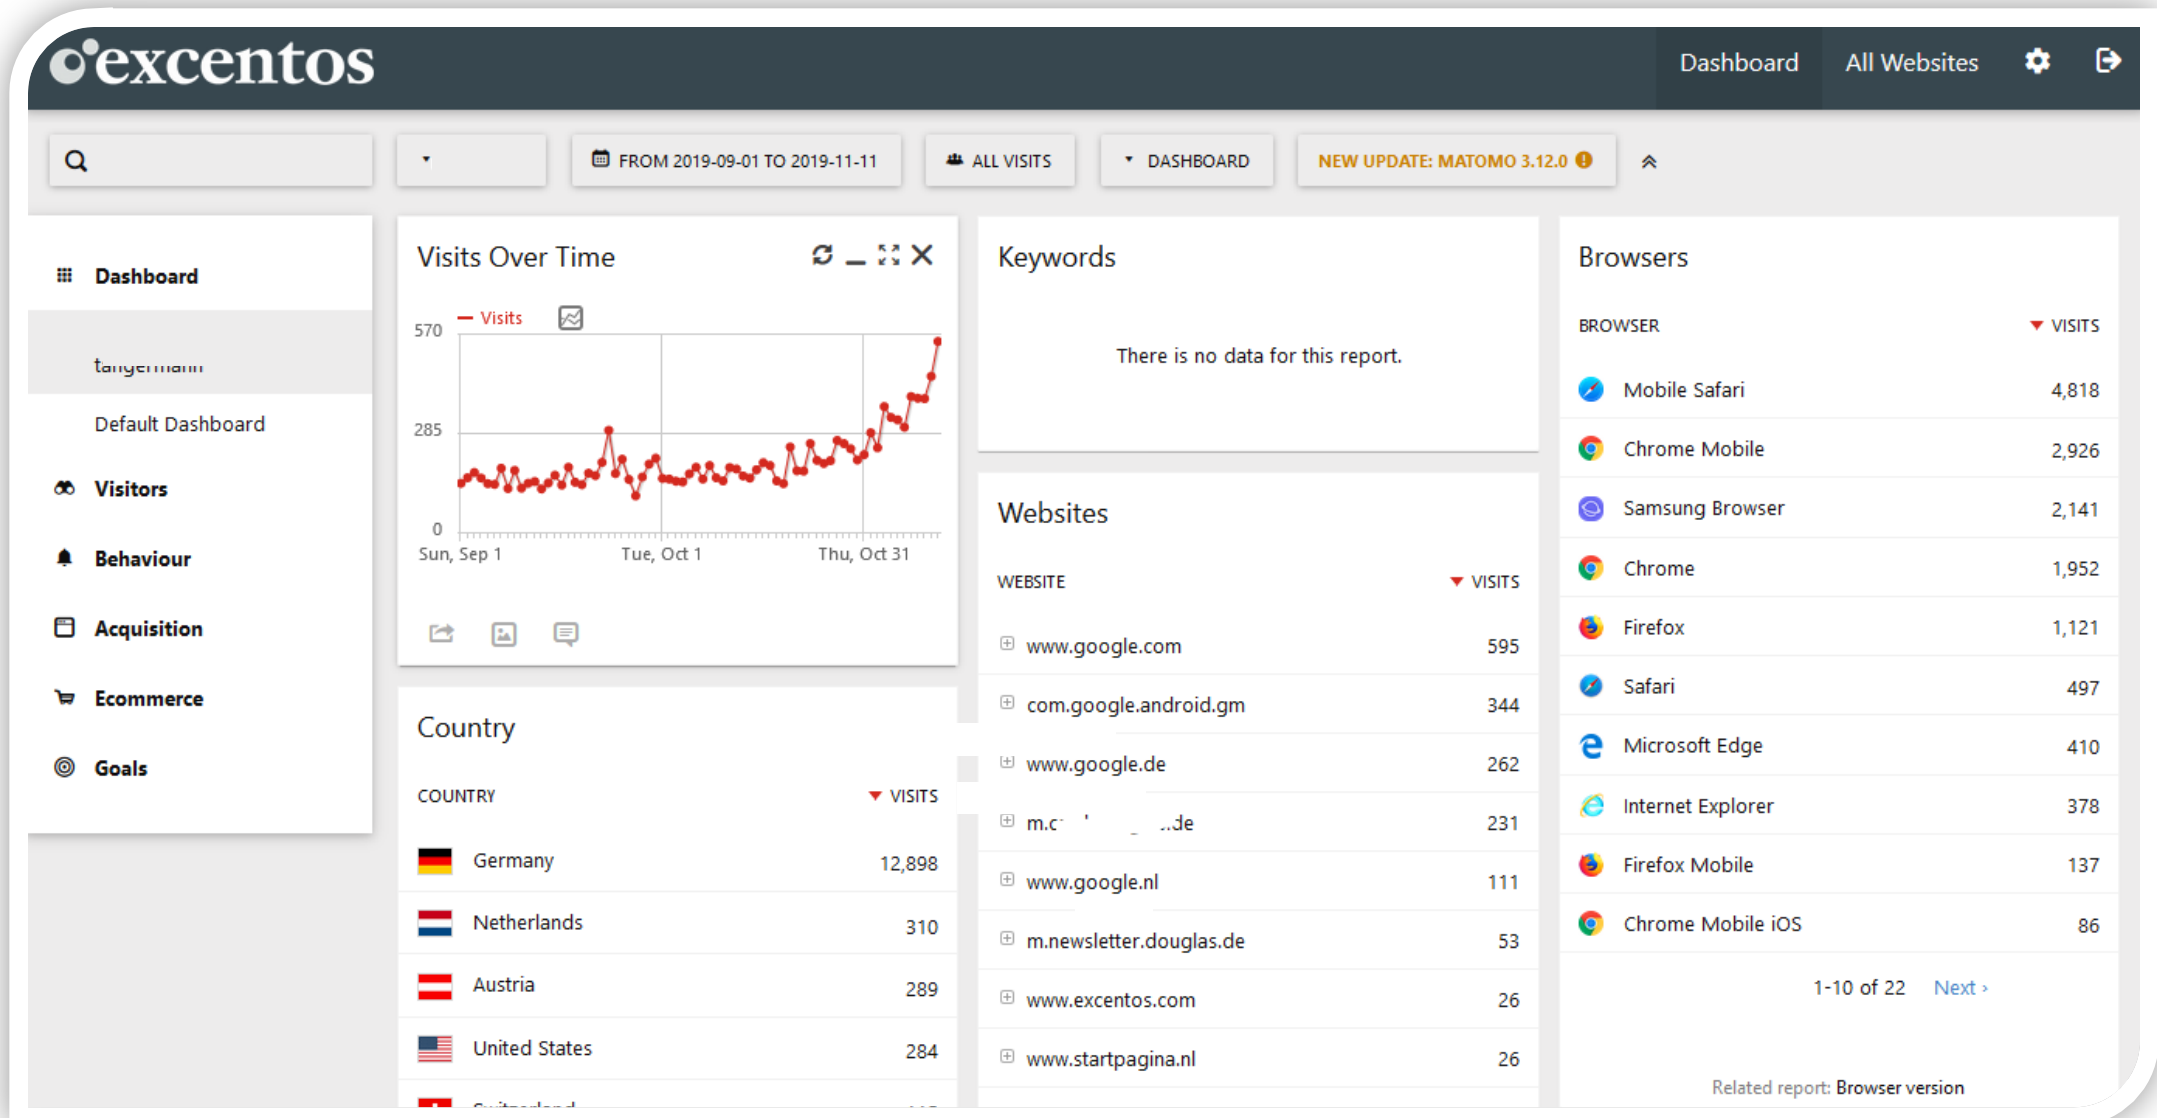 excentos
Dashboard
All Websites
FROM 2019-09-01 TO 2019-11-11
ALL VISITS
DASHBOARD
NEW UPDATE: MATOMO 3.12.0
Dashboard
tangermann
Default Dashboard
Visitors
Behaviour
Acquisition
Ecommerce
Goals
Visits Over Time
Visits
570
285
0
Sun, Sep 1
Tue, Oct 1
Thu, Oct 31
Country
COUNTRY VISITS
Germany 12,898
Netherlands 310
Austria 289
United States 284
Keywords
There is no data for this report.
Websites
WEBSITE VISITS
www.google.com 595
com.google.android.gm 344
www.google.de 262
231
www.google.nl 111
m.newsletter.douglas.de 53
www.excentos.com 26
www.startpagina.nl 26
Browsers
BROWSER VISITS
Mobile Safari 4,818
Chrome Mobile 2,926
Samsung Browser 2,141
Chrome 1,952
Firefox 1,121
Safari 497
Microsoft Edge 410
Internet Explorer 378
Firefox Mobile 137
Chrome Mobile iOS 86
1-10 of 22 Next ›
Related report: Browser version